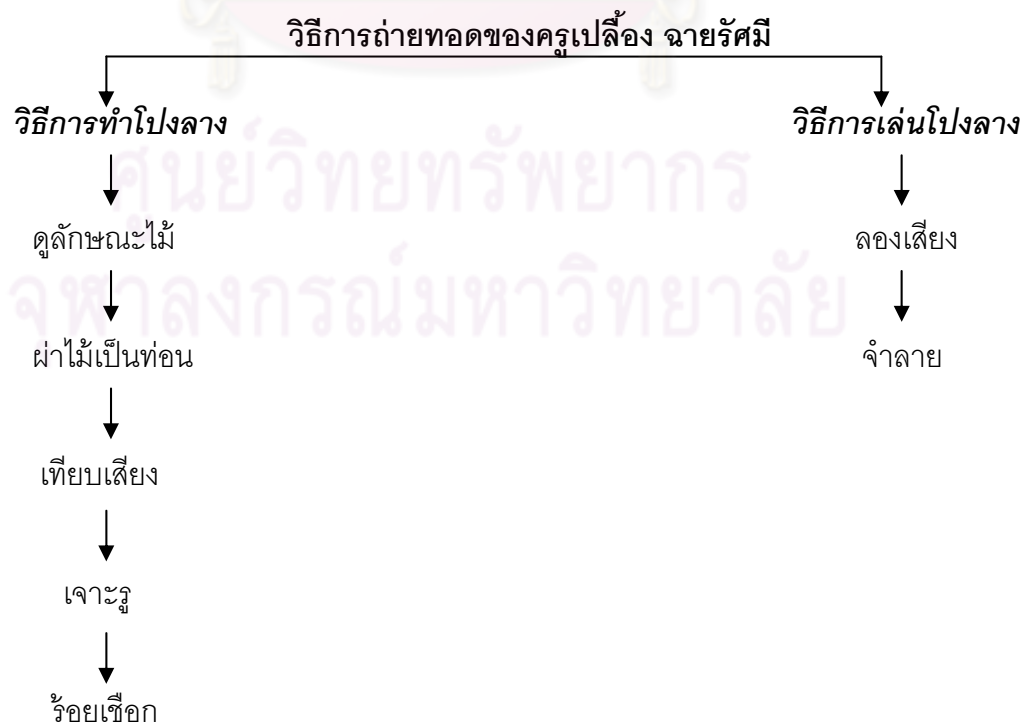 วิธีการถ่ายทอดของครูเปลื้อง ฉายรัศมี
วิธีการทำโปงลาง
วิธีการเล่นโปงลาง
ศูนย์วิทยทรัพยากร
ดูลักษณะไม้
ลองเสียง
จุฬาลงกรณ์มหาวิทยาลัย
ผ่าไม้เป็นท่อน
จำลาย
เทียบเสียง
เจาะรู
ร้อยเชือก